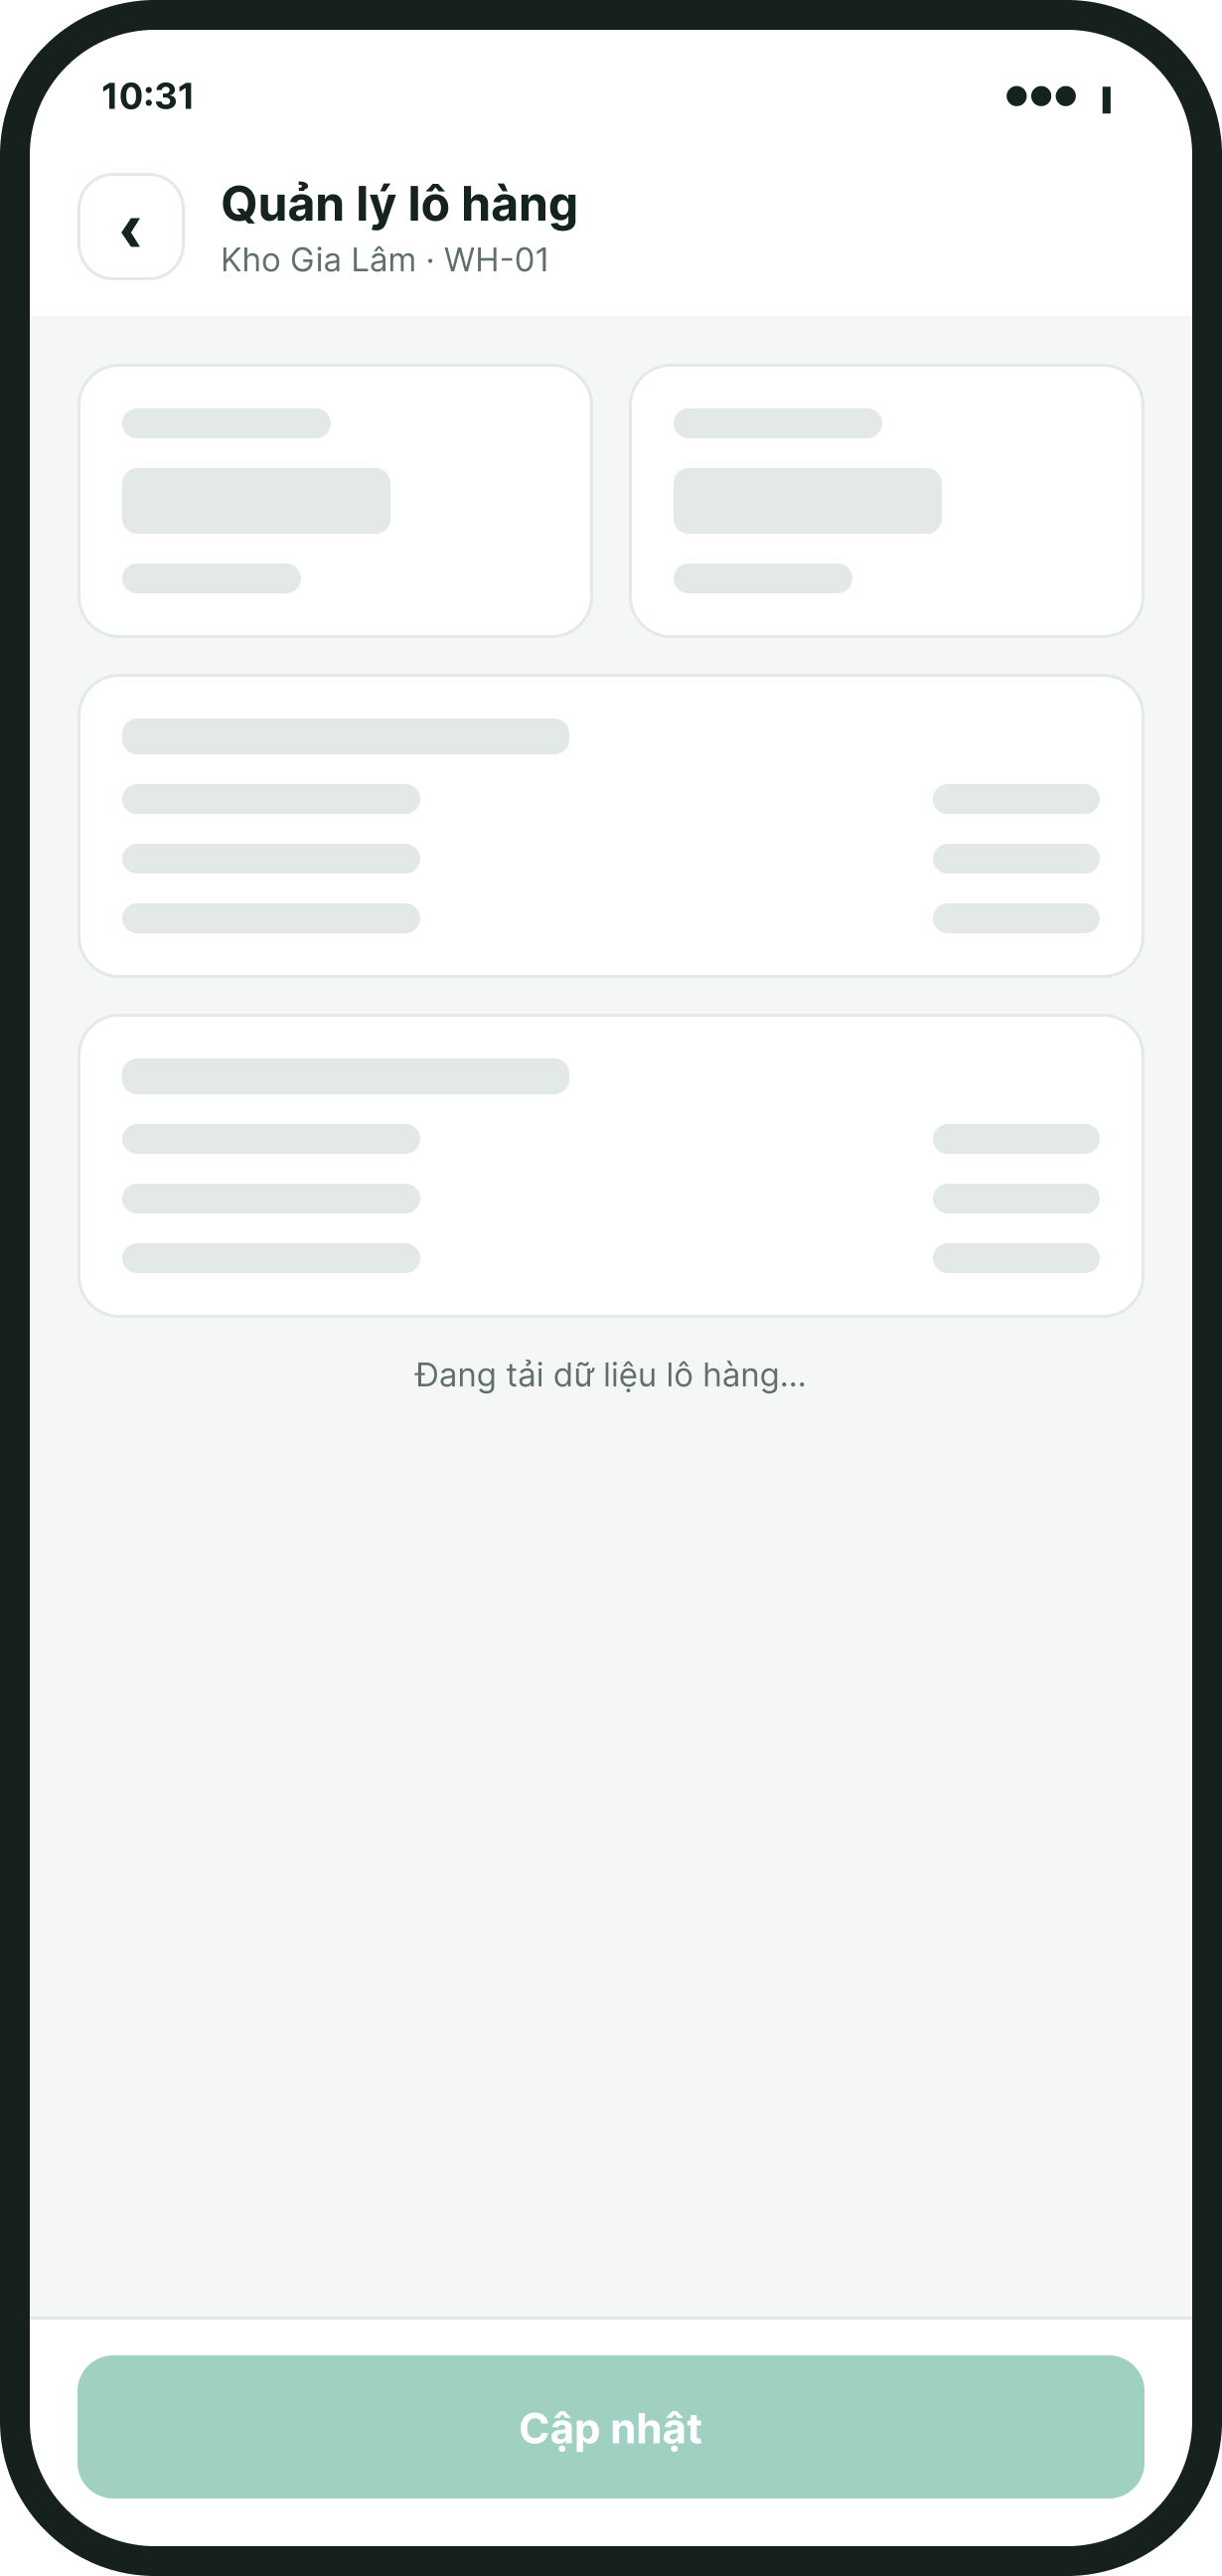 10:31
Quản lý lô hàng
Kho Gia Lâm · WH-01
Đang tải dữ liệu lô hàng...
Cập nhật